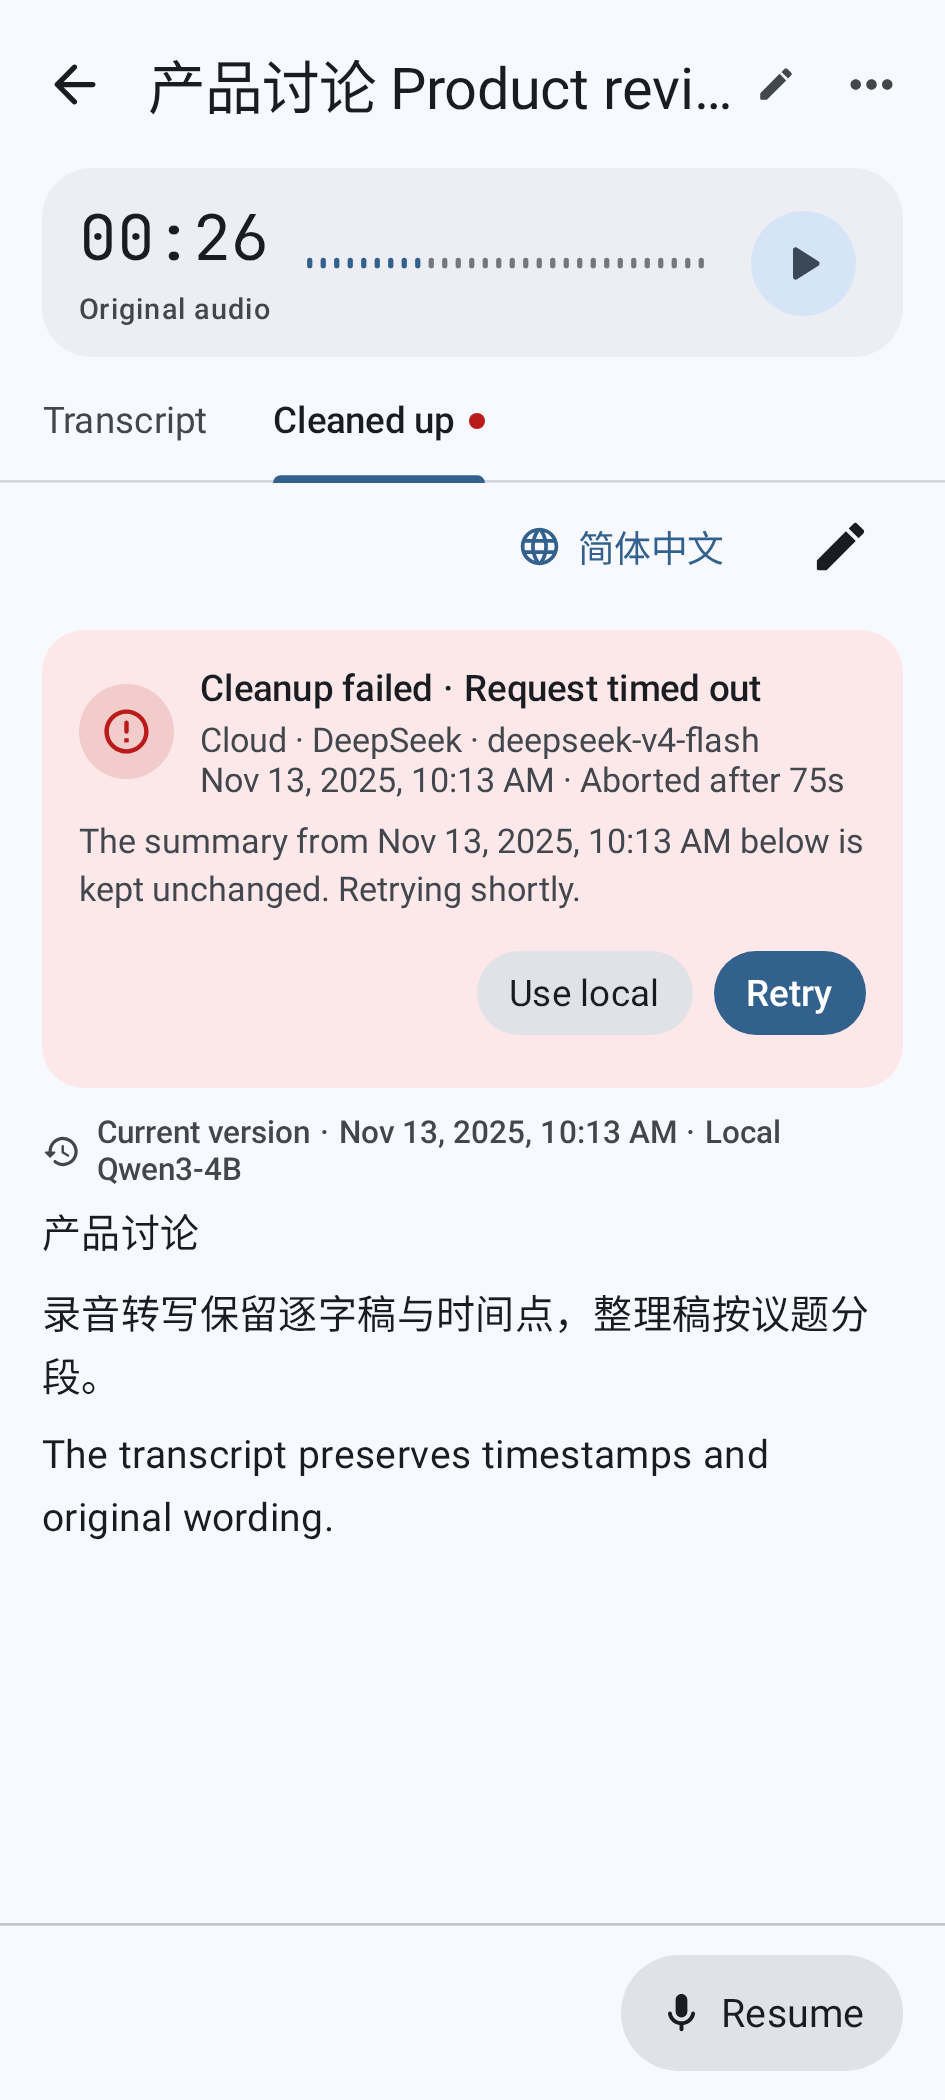 产品讨论 Product revi...
00:26
Original audio
Transcript
Cleaned up
简体中文
Cleanup failed · Request timed out
Cloud · DeepSeek · deepseek-v4-flash
Nov 13, 2025, 10:13 AM · Aborted after 75s
The summary from Nov 13, 2025, 10:13 AM below is
kept unchanged. Retrying shortly.
Use local
Retry
Current version · Nov 13, 2025, 10:13 AM · Local
Qwen3-4B
产品讨论
录音转写保留逐字稿与时间点，整理稿按议题分
段。
The transcript preserves timestamps and
original wording.
Resume